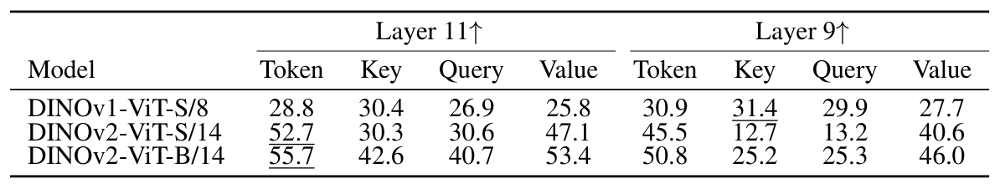 Layer 11↑ Layer 9↑
Model Token Key Query Value Token Key Query Value
DINOv1-ViT-S/8 28.8 30.4 26.9 25.8 30.9 31.4 29.9 27.7
DINOv2-ViT-S/14 52.7 30.3 30.6 47.1 45.5 12.7 13.2 40.6
DINOv2-ViT-B/14 55.7 42.6 40.7 53.4 50.8 25.2 25.3 46.0